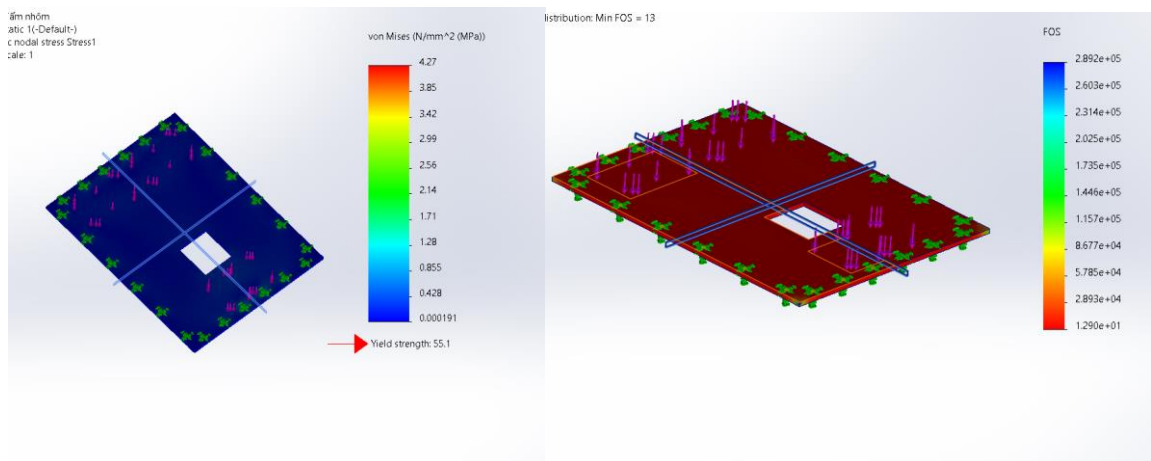 ấm nhôm
tatic 1(-Default-)
c nodal stress Stress1
cale: 1
von Mises (N/mm^2 (MPa))
4.27
3.85
3.42
2.99
2.56
2.14
1.71
1.28
0.855
0.428
0.000191
Yield strength: 55.1
istribution: Min FOS = 13
FOS
2.892e+05
2.603e+05
2.314e+05
2.025e+05
1.735e+05
1.446e+05
1.157e+05
8.677e+04
5.785e+04
2.893e+04
1.290e+01